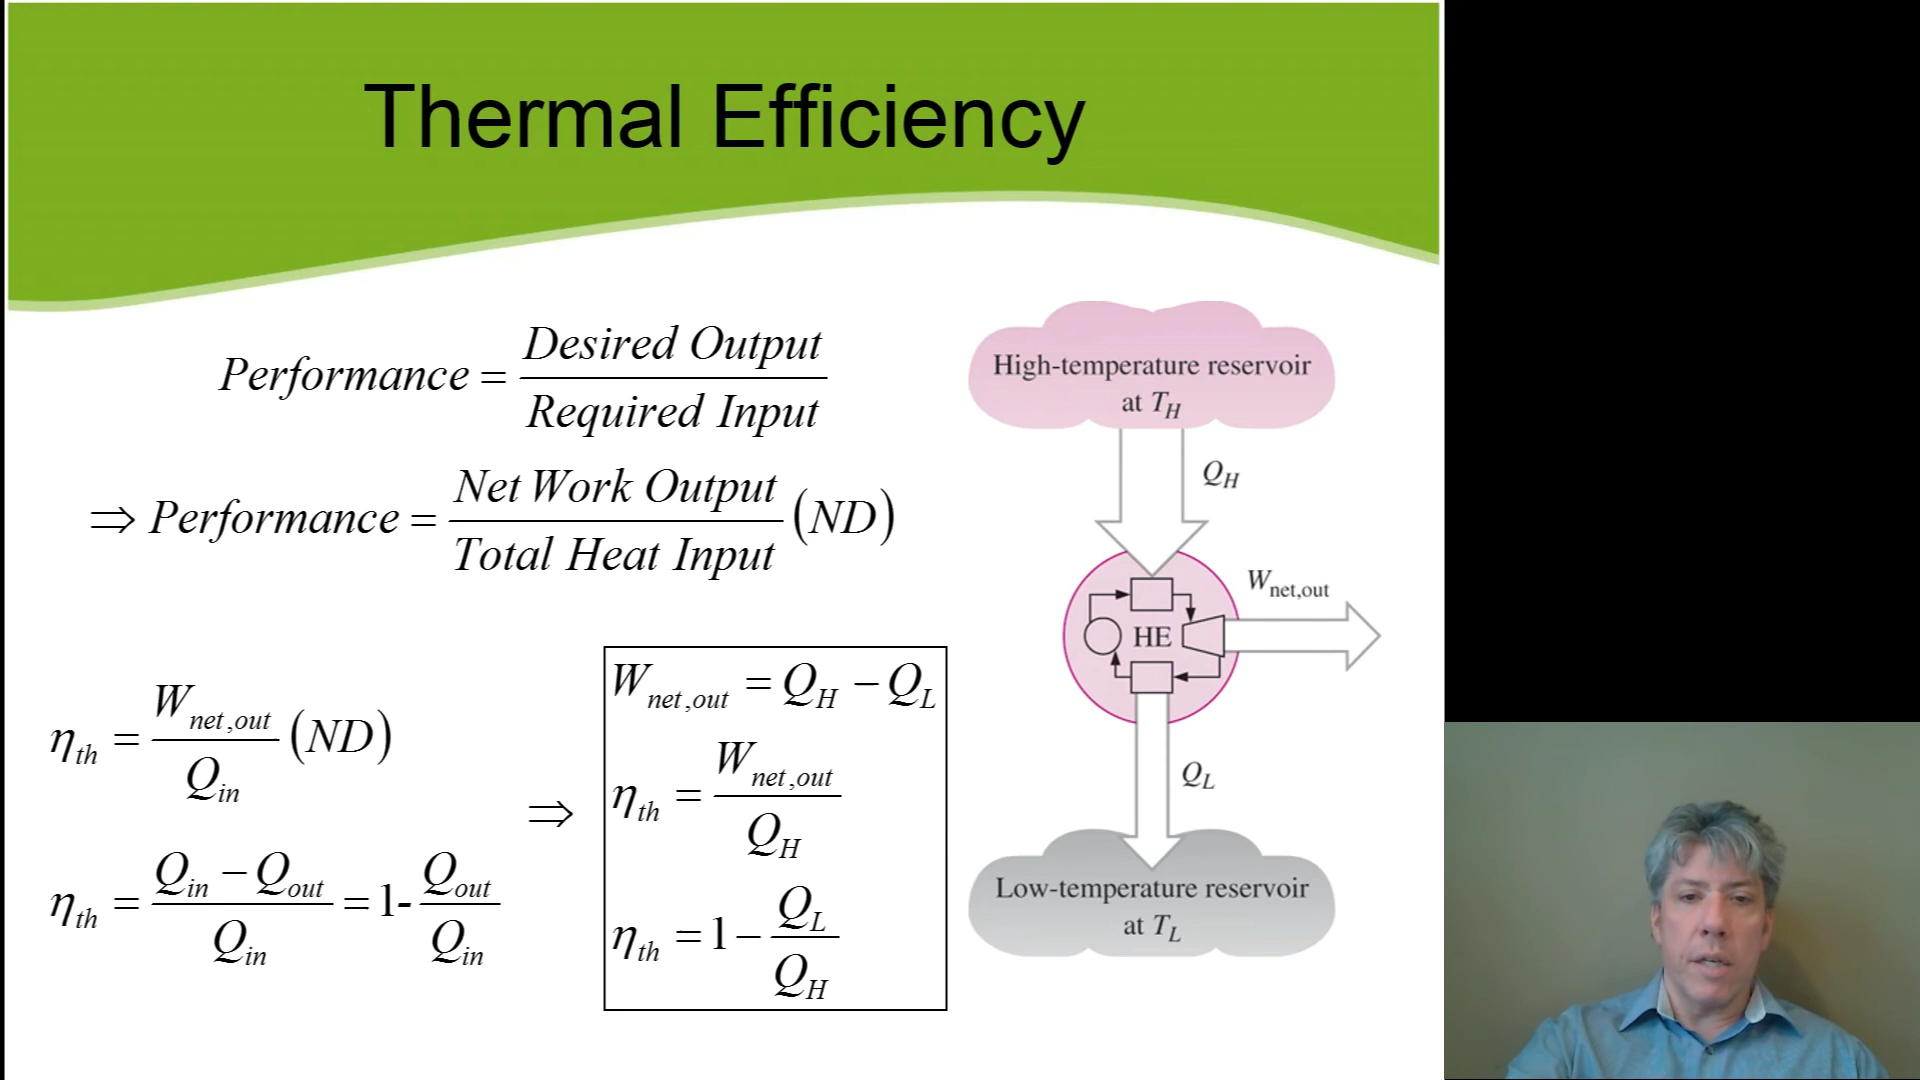 Thermal Efficiency
Performance = Desired Output / Required Input
⇒ Performance = Net Work Output / Total Heat Input (ND)
η_th = W_net,out / Q_in (ND)
η_th = (Q_in − Q_out) / Q_in = 1- Q_out / Q_in
⇒
W_net,out = Q_H − Q_L
η_th = W_net,out / Q_H
η_th = 1 − Q_L / Q_H
High-temperature reservoir
at T_H
Q_H
W_net,out
HE
Q_L
Low-temperature reservoir
at T_L